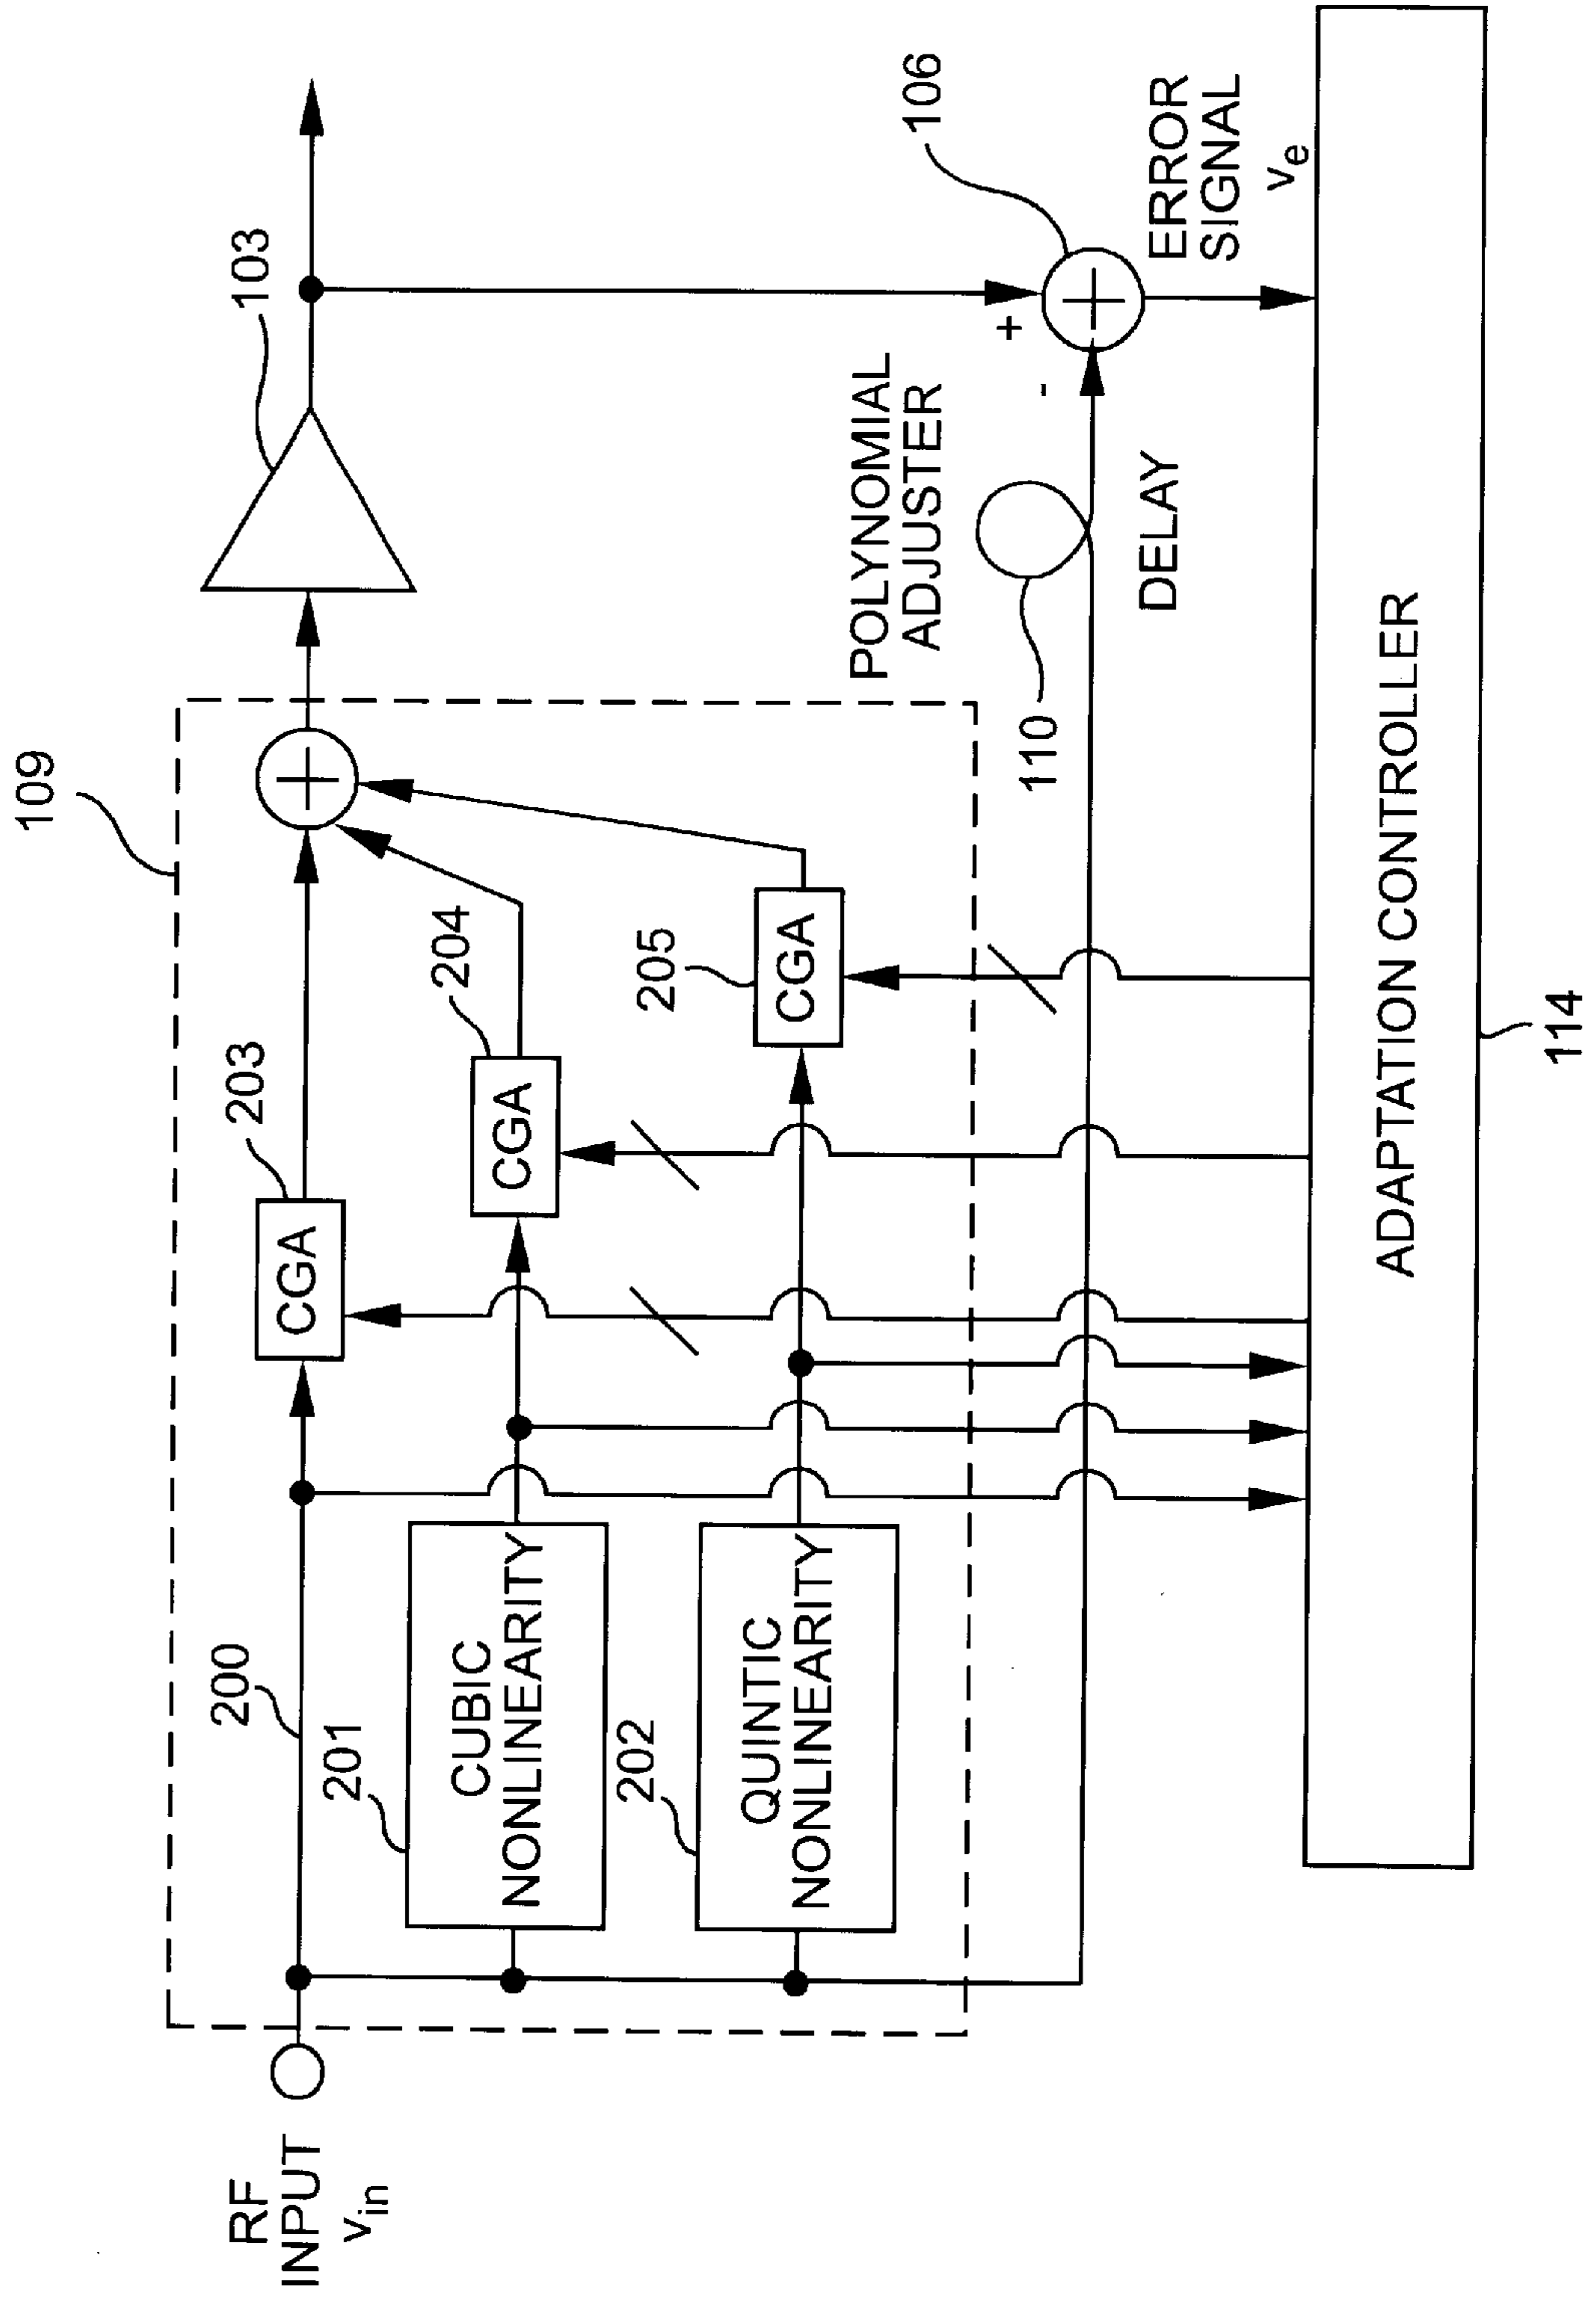 109
103
203
204
205
CGA
CGA
CGA
200
201
202
CUBIC
NONLINEARITY
QUINTIC
NONLINEARITY
RF
INPUT
vin
POLYNOMIAL
ADJUSTER
106
+
-
110
DELAY
ERROR
SIGNAL
ve
ADAPTATION CONTROLLER
114